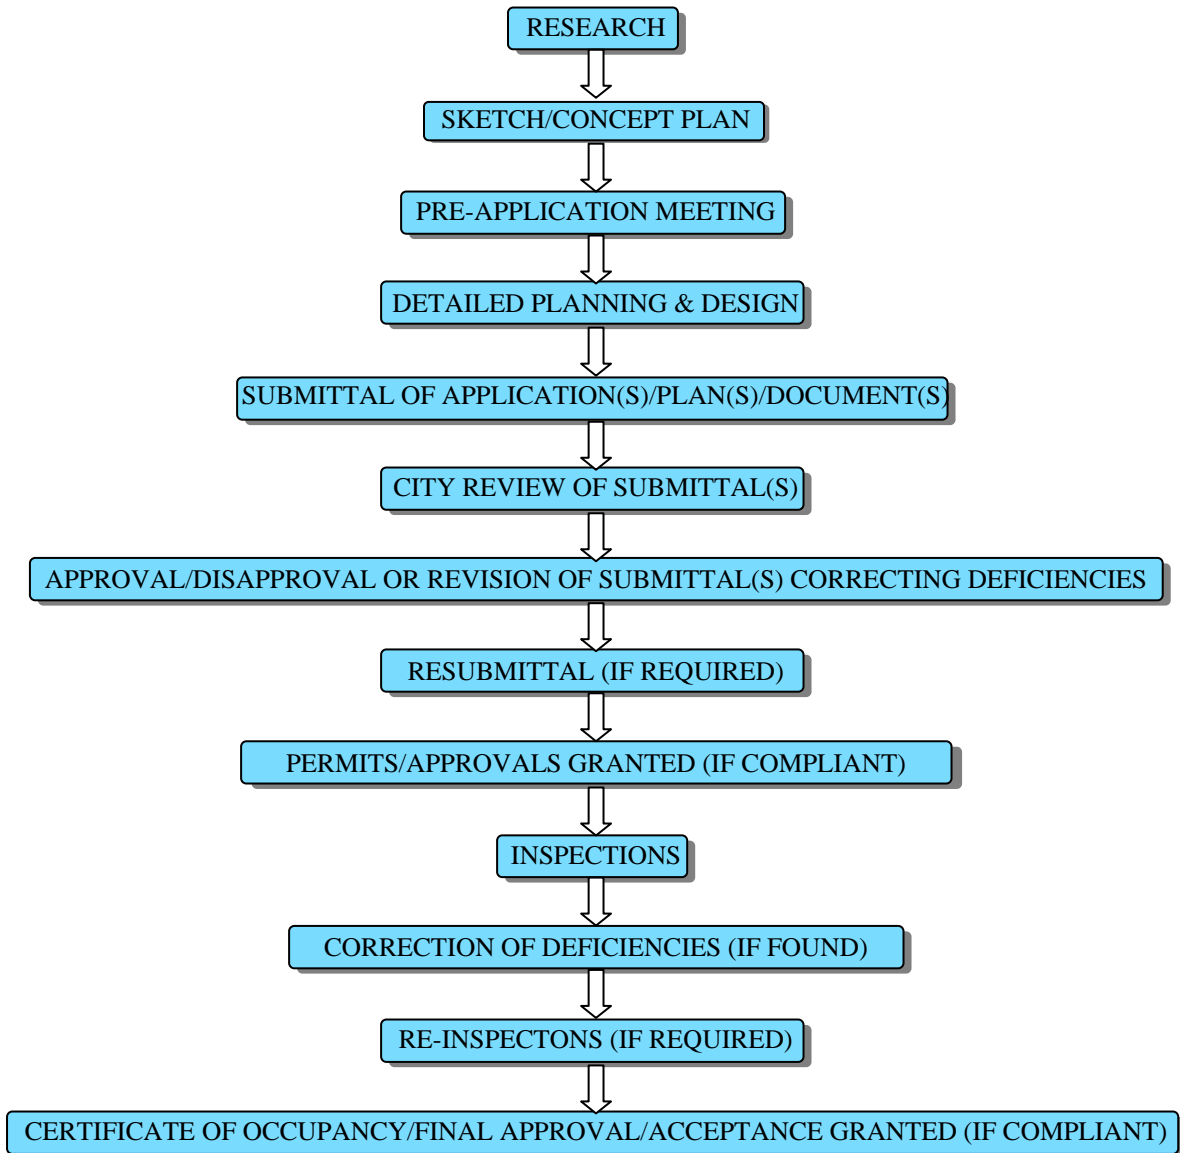 RESEARCH
SKETCH/CONCEPT PLAN
PRE-APPLICATION MEETING
DETAILED PLANNING & DESIGN
SUBMITTAL OF APPLICATION(S)/PLAN(S)/DOCUMENT(S)
CITY REVIEW OF SUBMITTAL(S)
APPROVAL/DISAPPROVAL OR REVISION OF SUBMITTAL(S) CORRECTING DEFICIENCIES
RESUBMITTAL (IF REQUIRED)
PERMITS/APPROVALS GRANTED (IF COMPLIANT)
INSPECTIONS
CORRECTION OF DEFICIENCIES (IF FOUND)
RE-INSPECTONS (IF REQUIRED)
CERTIFICATE OF OCCUPANCY/FINAL APPROVAL/ACCEPTANCE GRANTED (IF COMPLIANT)